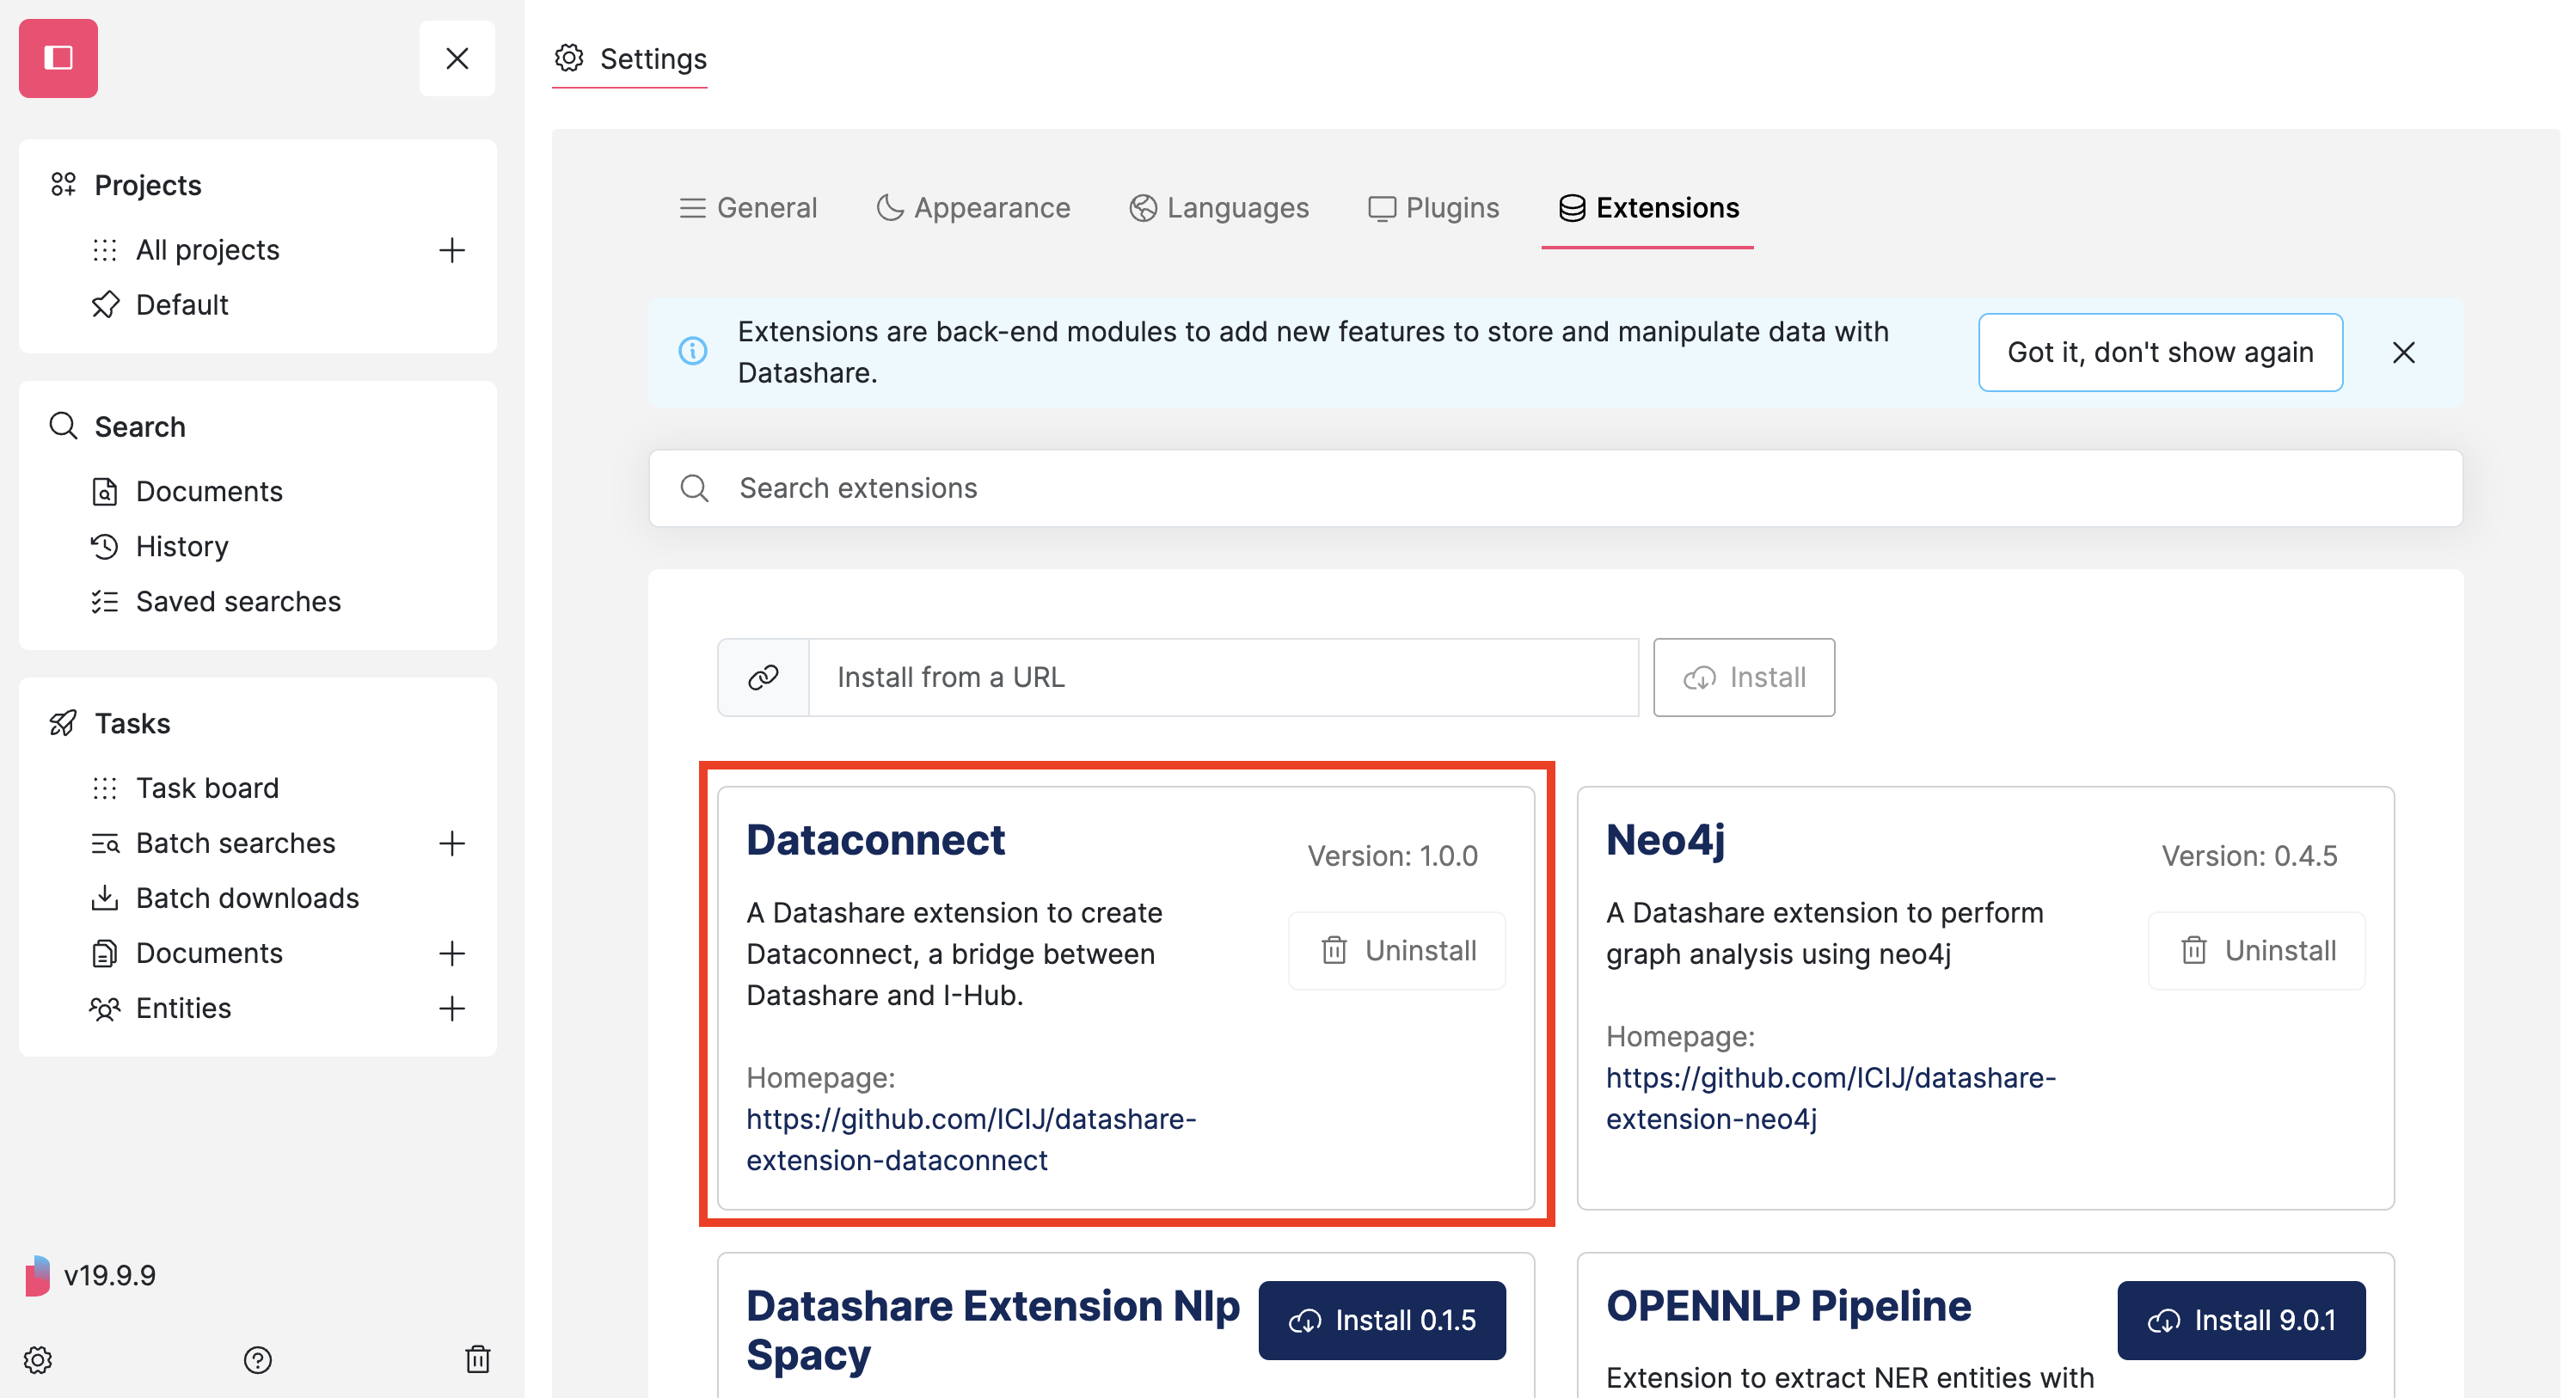 Projects
All projects
Default
Search
Documents
History
Saved searches
Tasks
Task board
Batch searches
Batch downloads
Documents
Entities
v19.9.9
Settings
General
Appearance
Languages
Plugins
Extensions
Extensions are back-end modules to add new features to store and manipulate data with
Datashare.
Got it, don't show again
Search extensions
Install from a URL
Install
Dataconnect
Version: 1.0.0
A Datashare extension to create
Dataconnect, a bridge between
Datashare and I-Hub.
Uninstall
Homepage:
https://github.com/ICIJ/datashare-
extension-dataconnect
Neo4j
Version: 0.4.5
A Datashare extension to perform
graph analysis using neo4j
Uninstall
Homepage:
https://github.com/ICIJ/datashare-
extension-neo4j
Datashare Extension Nlp
Spacy
Install 0.1.5
OPENNLP Pipeline
Install 9.0.1
Extension to extract NER entities with